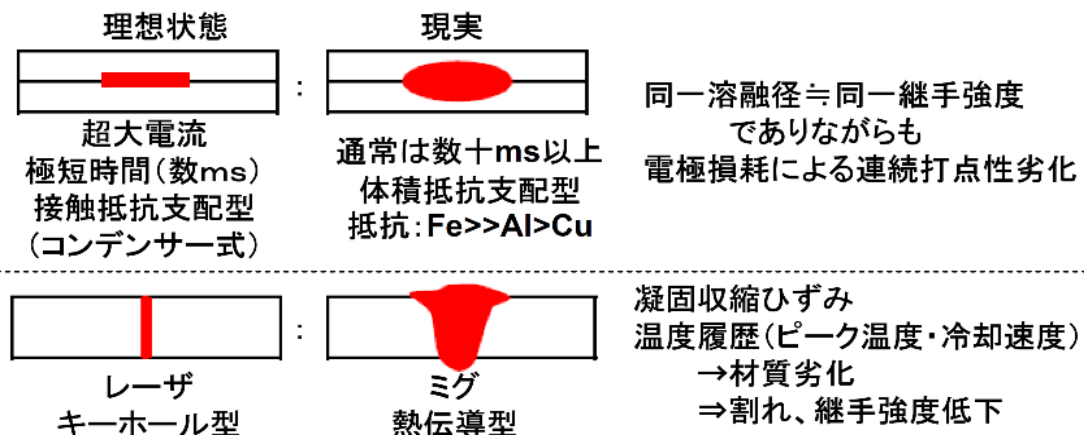 理想状態
:
現実
超大電流
極短時間(数ms)
接触抵抗支配型
(コンデンサー式)
通常は数十ms以上
体積抵抗支配型
抵抗:Fe>>Al>Cu
同一溶融径≒同一継手強度
でありながらも
電極損耗による連続打点性劣化
:
レーザ
キーホール型
ミグ
熱伝導型
凝固収縮ひずみ
温度履歴(ピーク温度・冷却速度)
→材質劣化
⇒割れ、継手強度低下